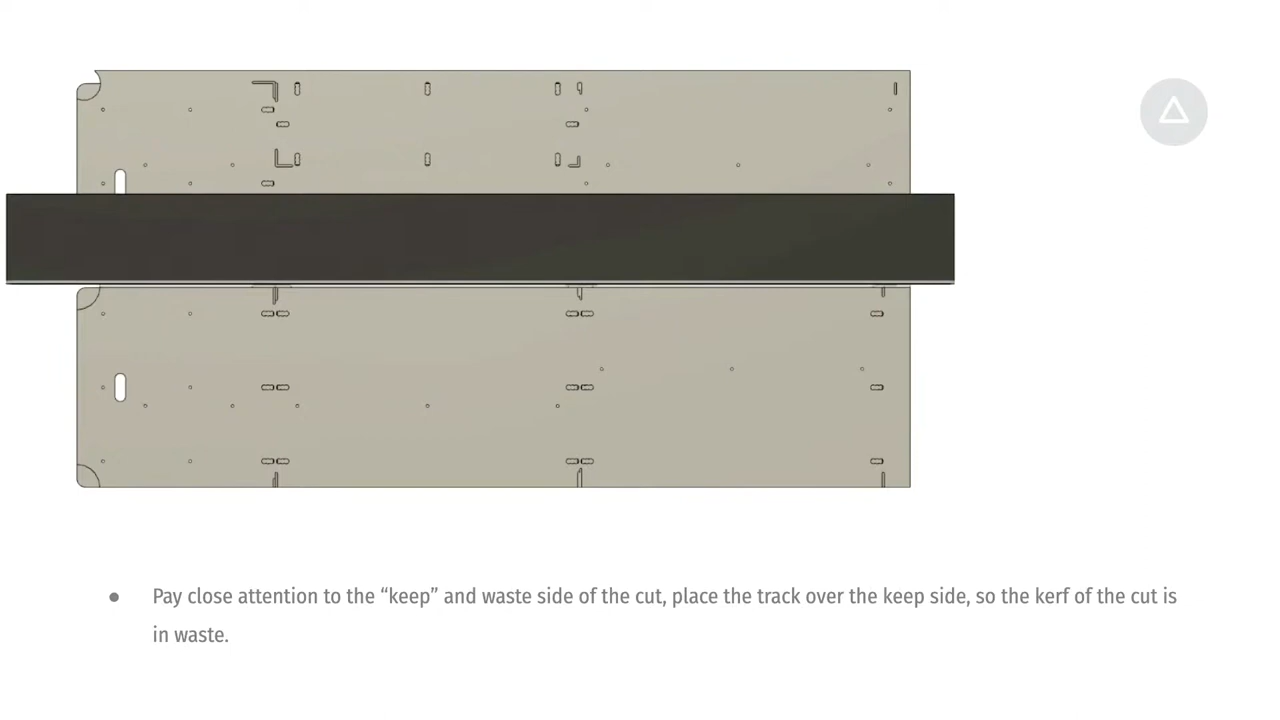 ● Pay close attention to the “keep” and waste side of the cut, place the track over the keep side, so the kerf of the cut is
in waste.